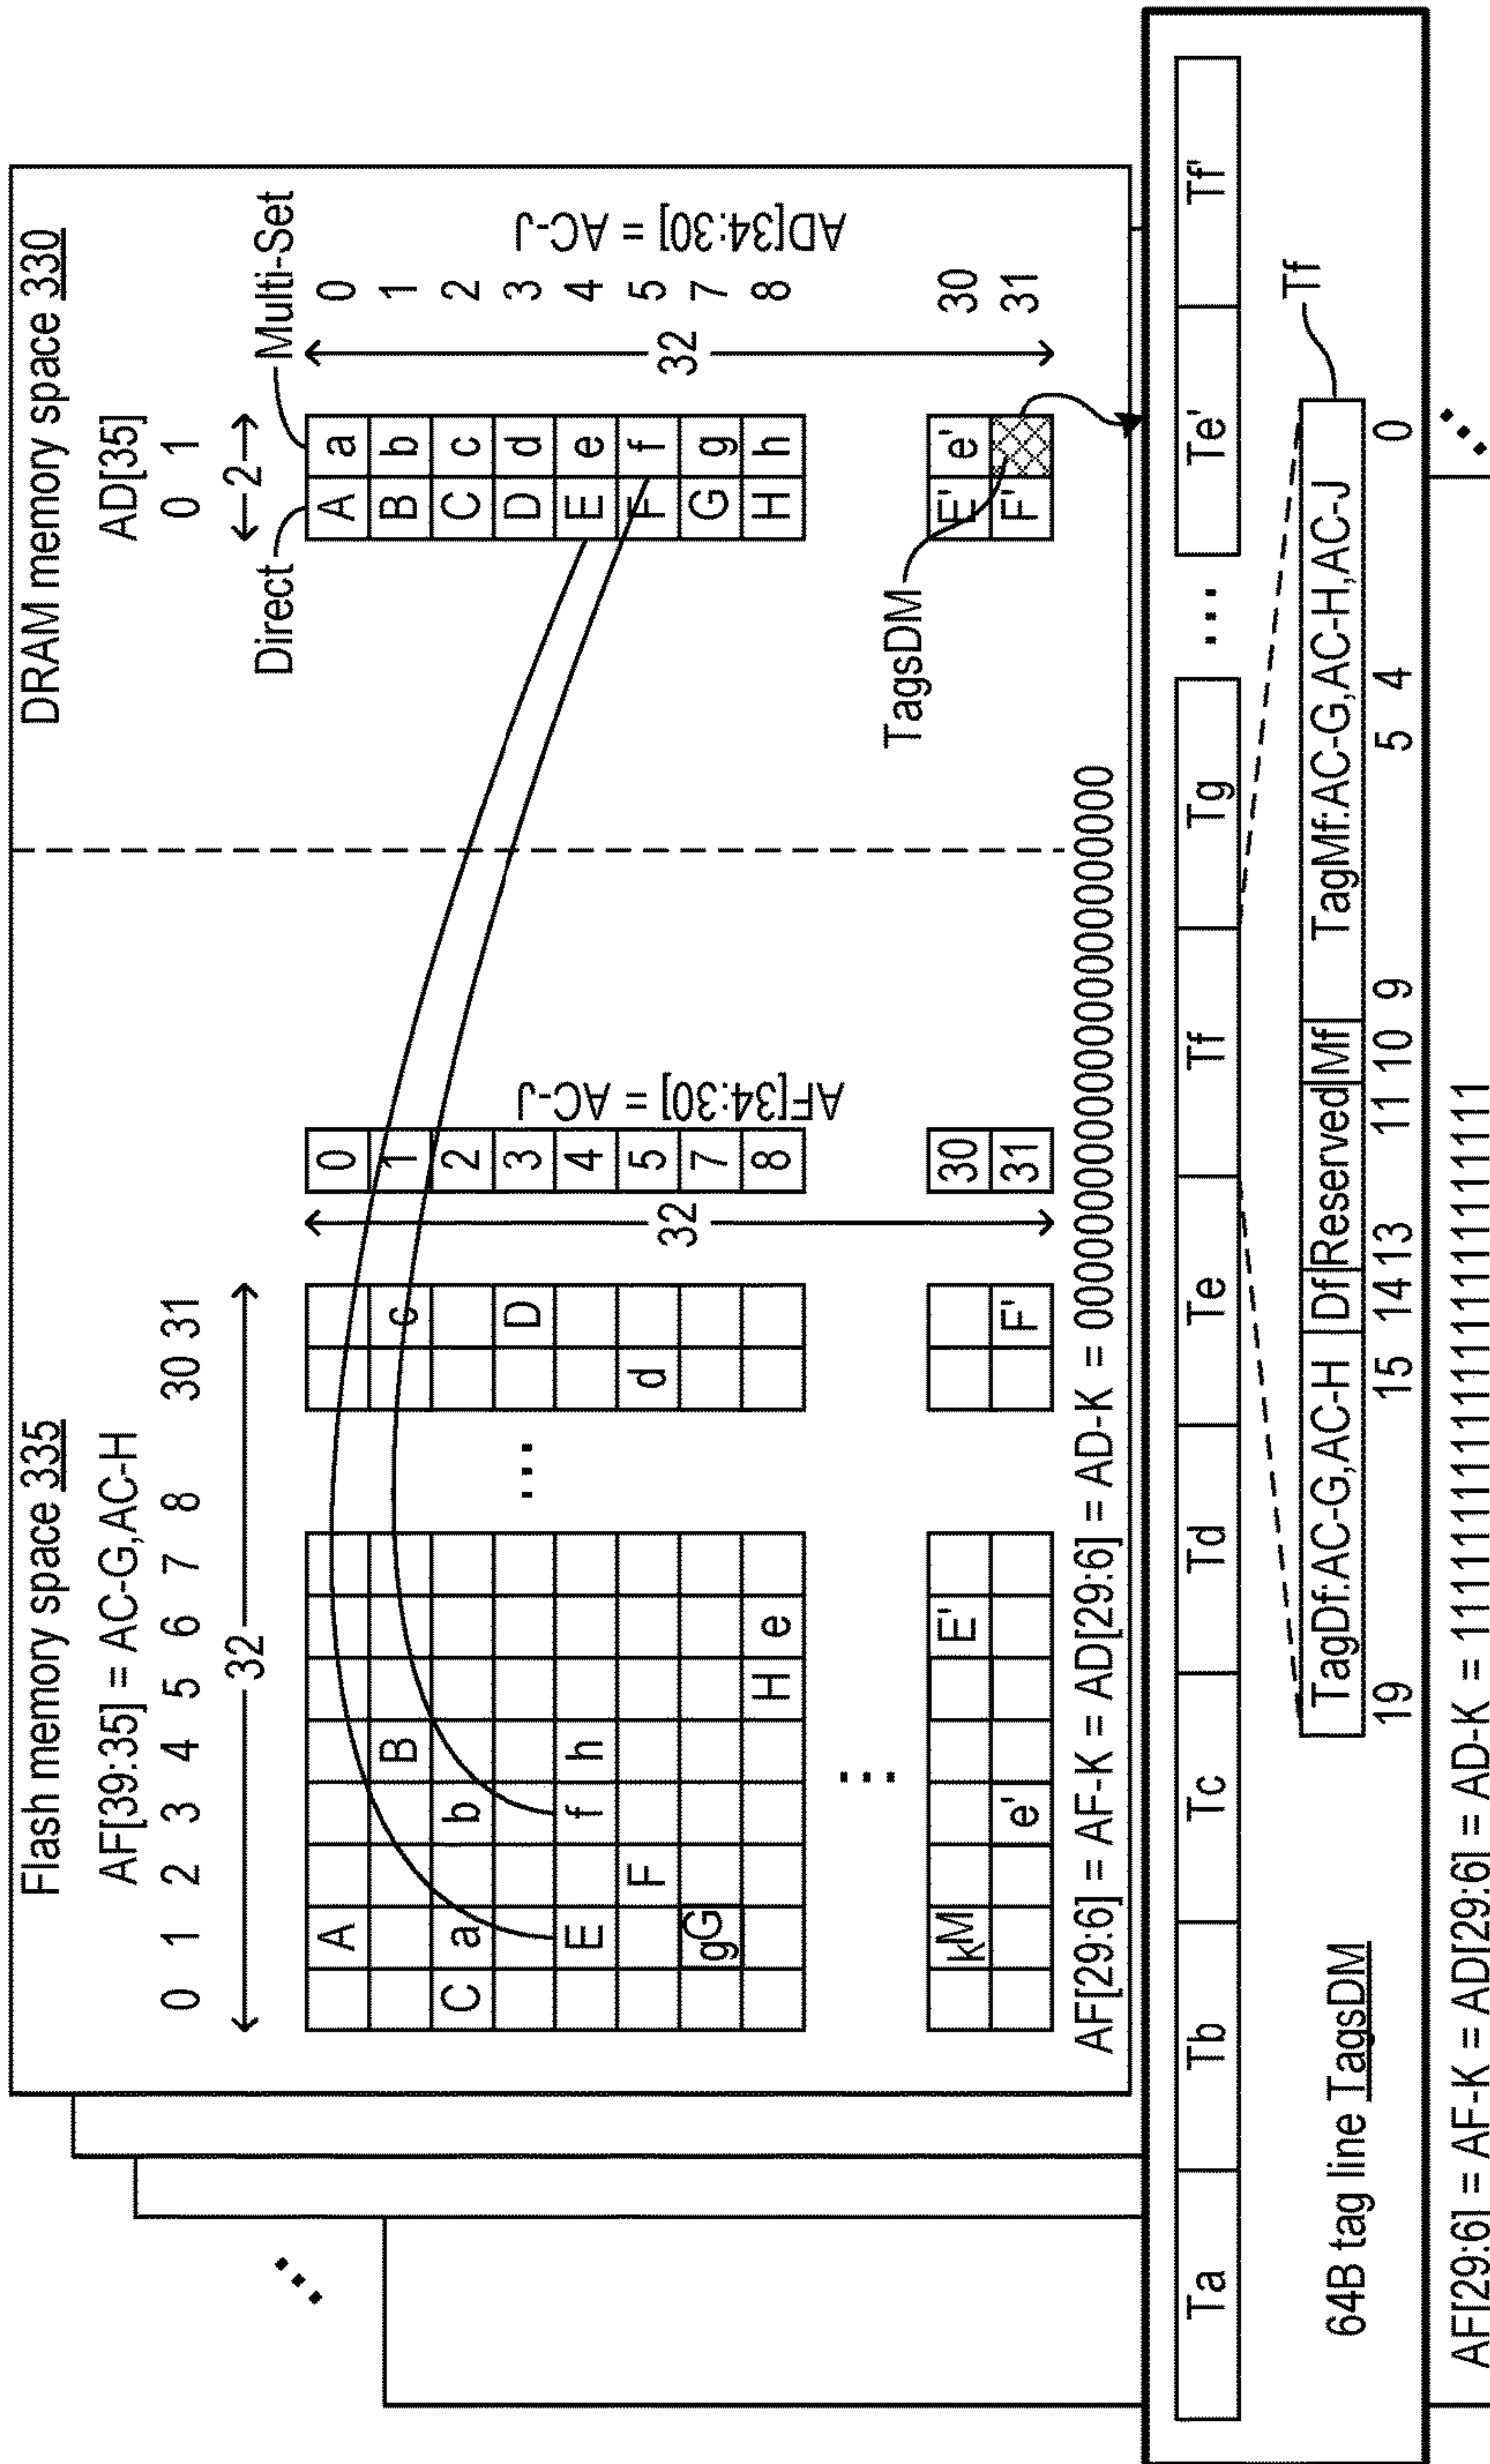 Flash memory space 335
DRAM memory space 330
AF[39:35] = AC-G,AC-H
AD[35]
0 1 2 3 4 5 6 7 8 30 31
0 1
32
2
Direct
Multi-Set
A 0 A a 0
B c 1 B b 1
C a b 2 C c 2
D 3 D d 3
E f h 4 E e 4
F d 5 F f 5
gG 7 G g 7
H e 8 H h 8
...
32
32
AF[34:30] = AC-J
AD[34:30] = AC-J
kM E' 30 E' e' 30
e' F' 31 F' 31
TagsDM
AF[29:6] = AF-K = AD[29:6] = AD-K = 000000000000000000000000
Ta Tb Tc Td Te Tf Tg ... Te' Tf'
64B tag line TagsDM
TagDf:AC-G,AC-H Df Reserved Mf TagMf:AC-G,AC-H,AC-J
Tf
19 15 14 13 11 10 9 5 4 0
AF[29:6] = AF-K = AD[29:6] = AD-K = 111111111111111111111111